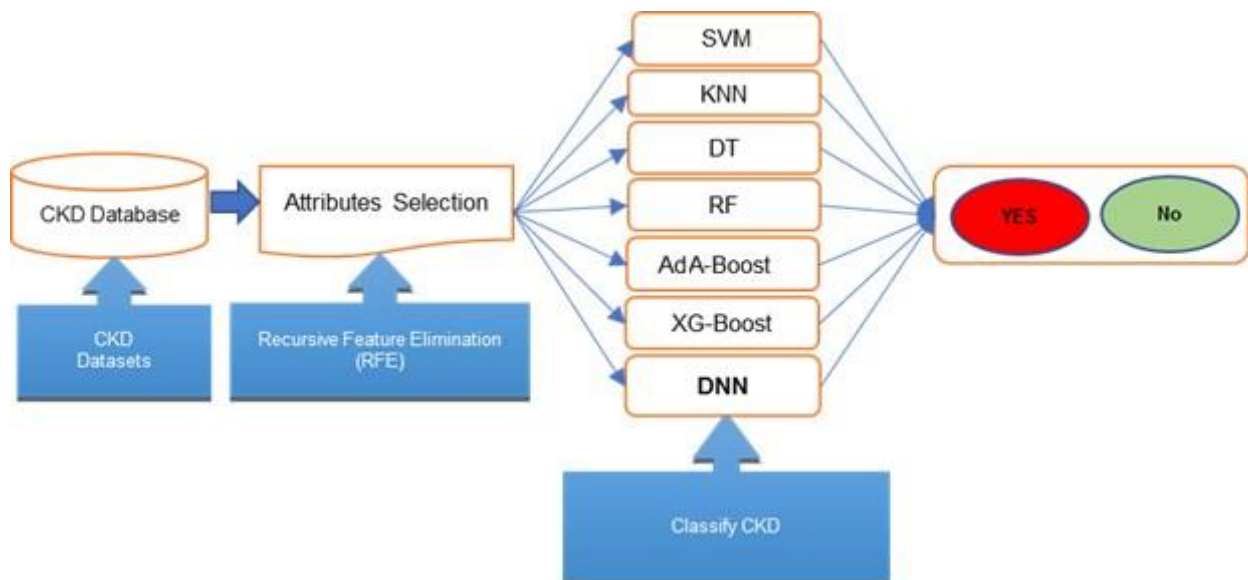 SVM
KNN
DT
RF
AdA-Boost
XG-Boost
DNN
CKD Database
Attributes Selection
YES
No
CKD
Datasets
Recursive Feature Elimination
(RFE)
Classify CKD